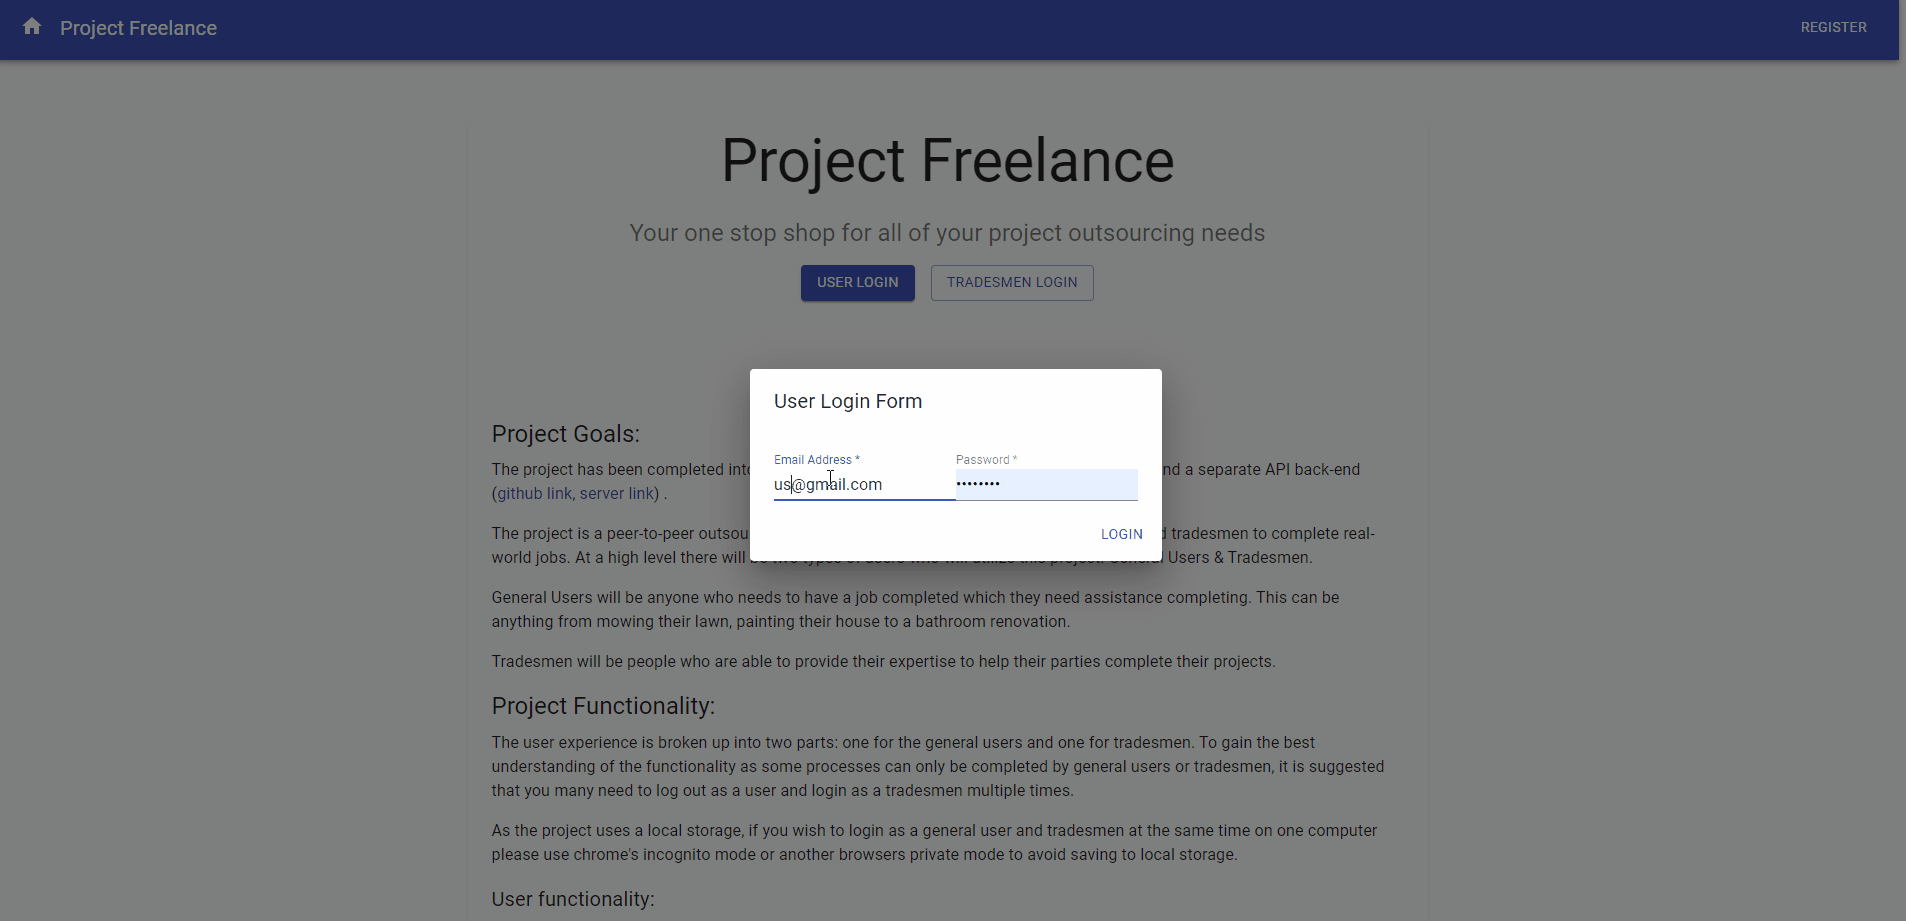 Project Freelance
REGISTER
Project Freelance
Your one stop shop for all of your project outsourcing needs
USER LOGIN
TRADESMEN LOGIN
User Login Form
Email Address *
Password *
us@gmail.com
••••••••
LOGIN
Project Goals:
The project has been completed nd a separate API back-end
(github link, server link) .
The project is a peer-to-peer tradesmen to complete real-
world jobs. At a high level there will Users & Tradesmen.
General Users will be anyone who needs to have a job completed which they need assistance completing. This can be
anything from mowing their lawn, painting their house to a bathroom renovation.
Tradesmen will be people who are able to provide their expertise to help their parties complete their projects.
Project Functionality:
The user experience is broken up into two parts: one for the general users and one for tradesmen. To gain the best
understanding of the functionality as some processes can only be completed by general users or tradesmen, it is suggested
that you many need to log out as a user and login as a tradesmen multiple times.
As the project uses a local storage, if you wish to login as a general user and tradesmen at the same time on one computer
please use chrome's incognito mode or another browsers private mode to avoid saving to local storage.
User functionality: